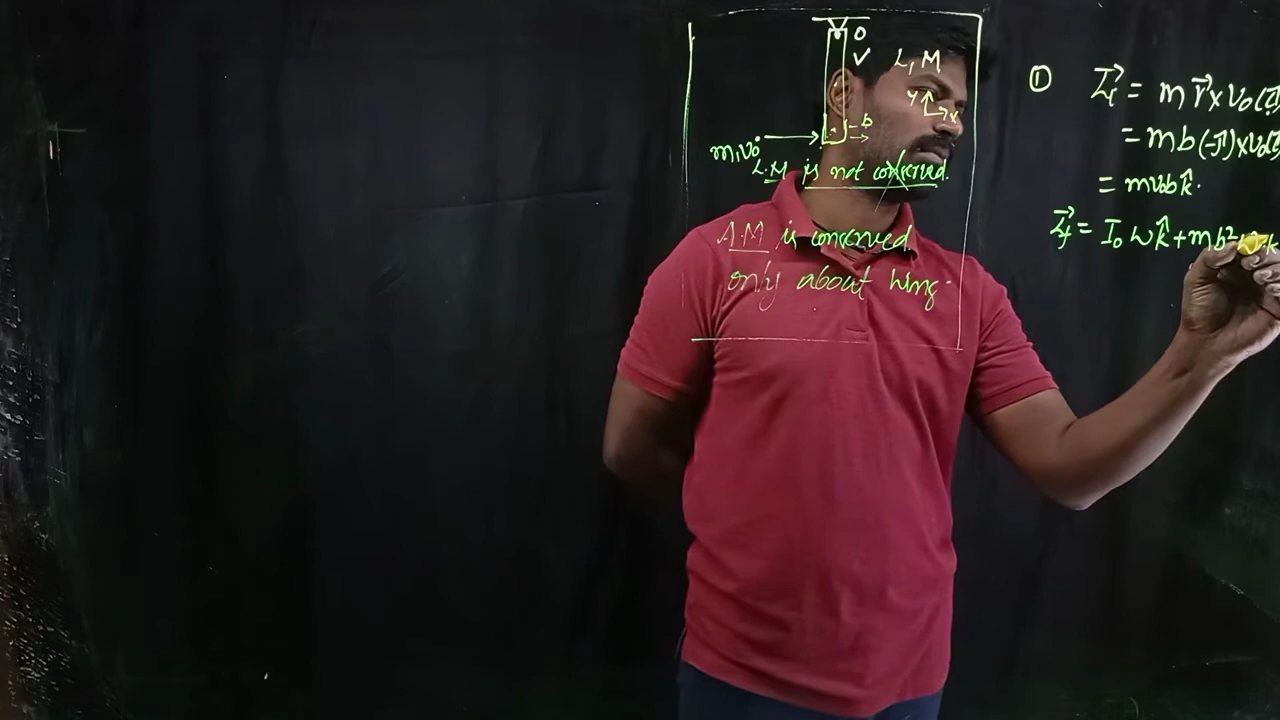 O
L, M
y
x
b
m, v₀
L.M is not conserved.
A.M is conserved
only about hing
① L⃗ᵢ = m r⃗ × v₀(î
= mb(-ĵ) × v₀(î
= mv₀b k̂.
L⃗f = I₀ ω k̂ + mb²